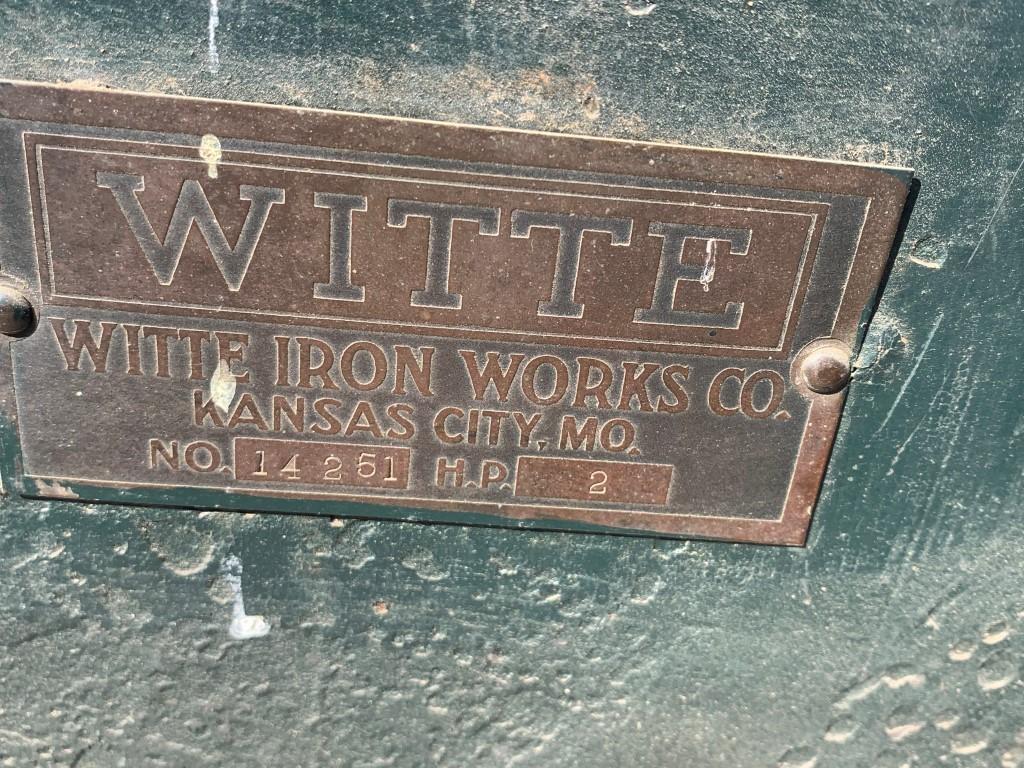 WITTE
WITTE IRON WORKS CO.
KANSAS CITY, MO.
NO. 14251 H.P. 2